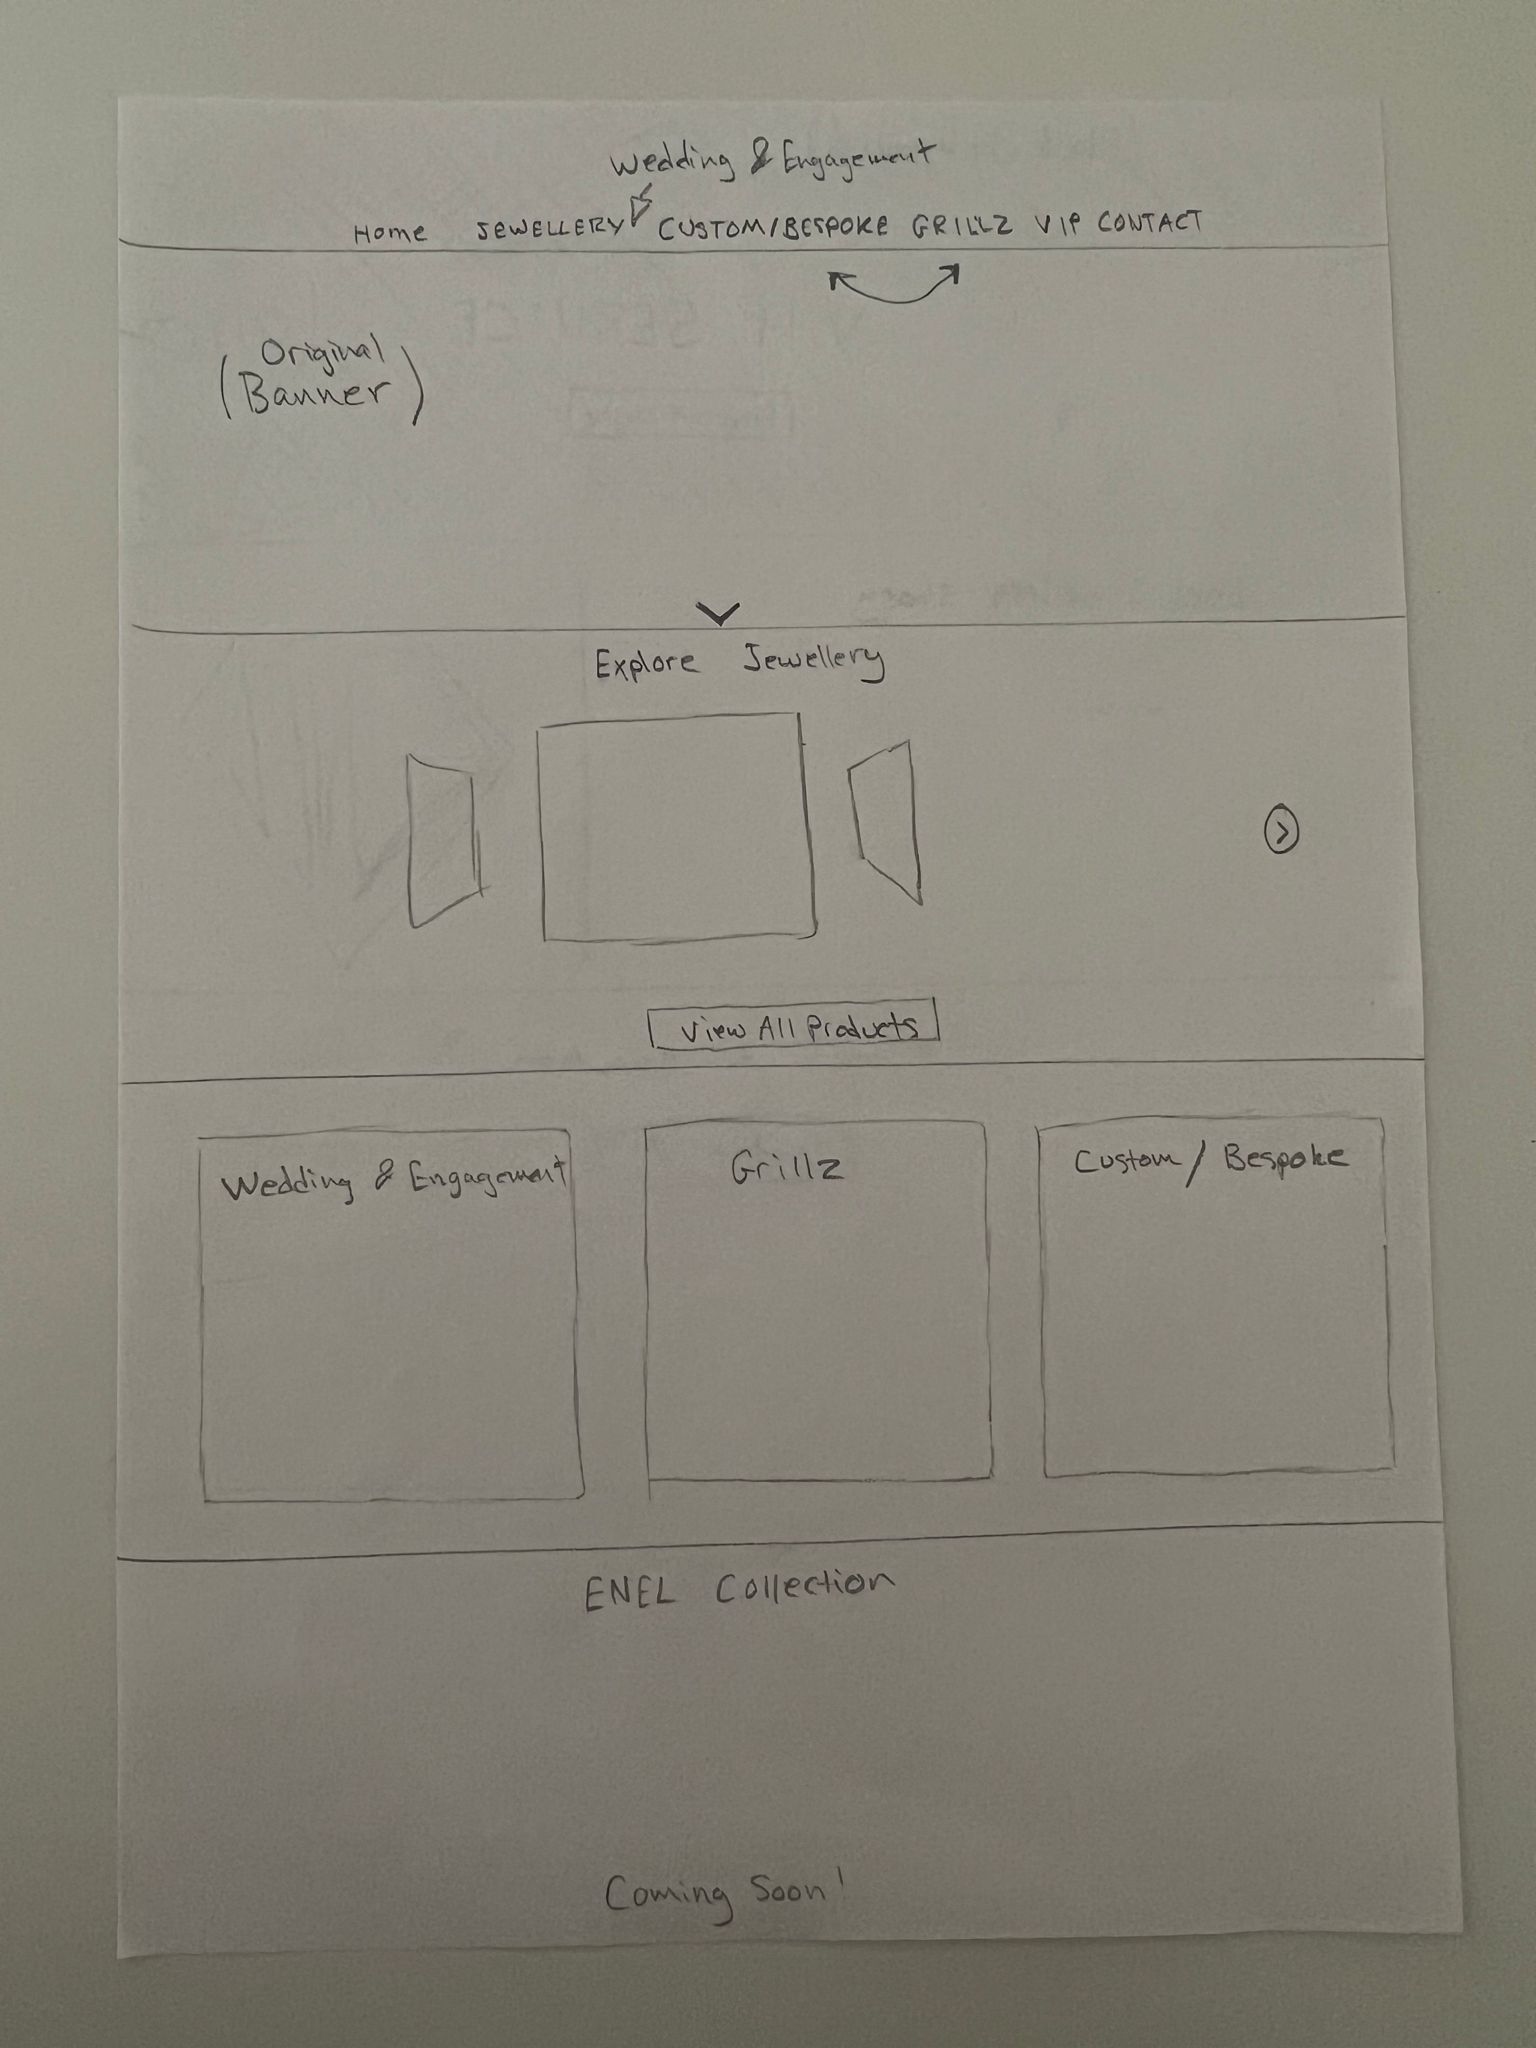 Wedding & Engagement
Home JEWELLERY CUSTOM/BESPOKE GRILLZ VIP CONTACT
(Original
Banner)
Explore Jewellery
View All Products
Wedding & Engagement
Grillz
Custom / Bespoke
ENEL Collection
Coming Soon!